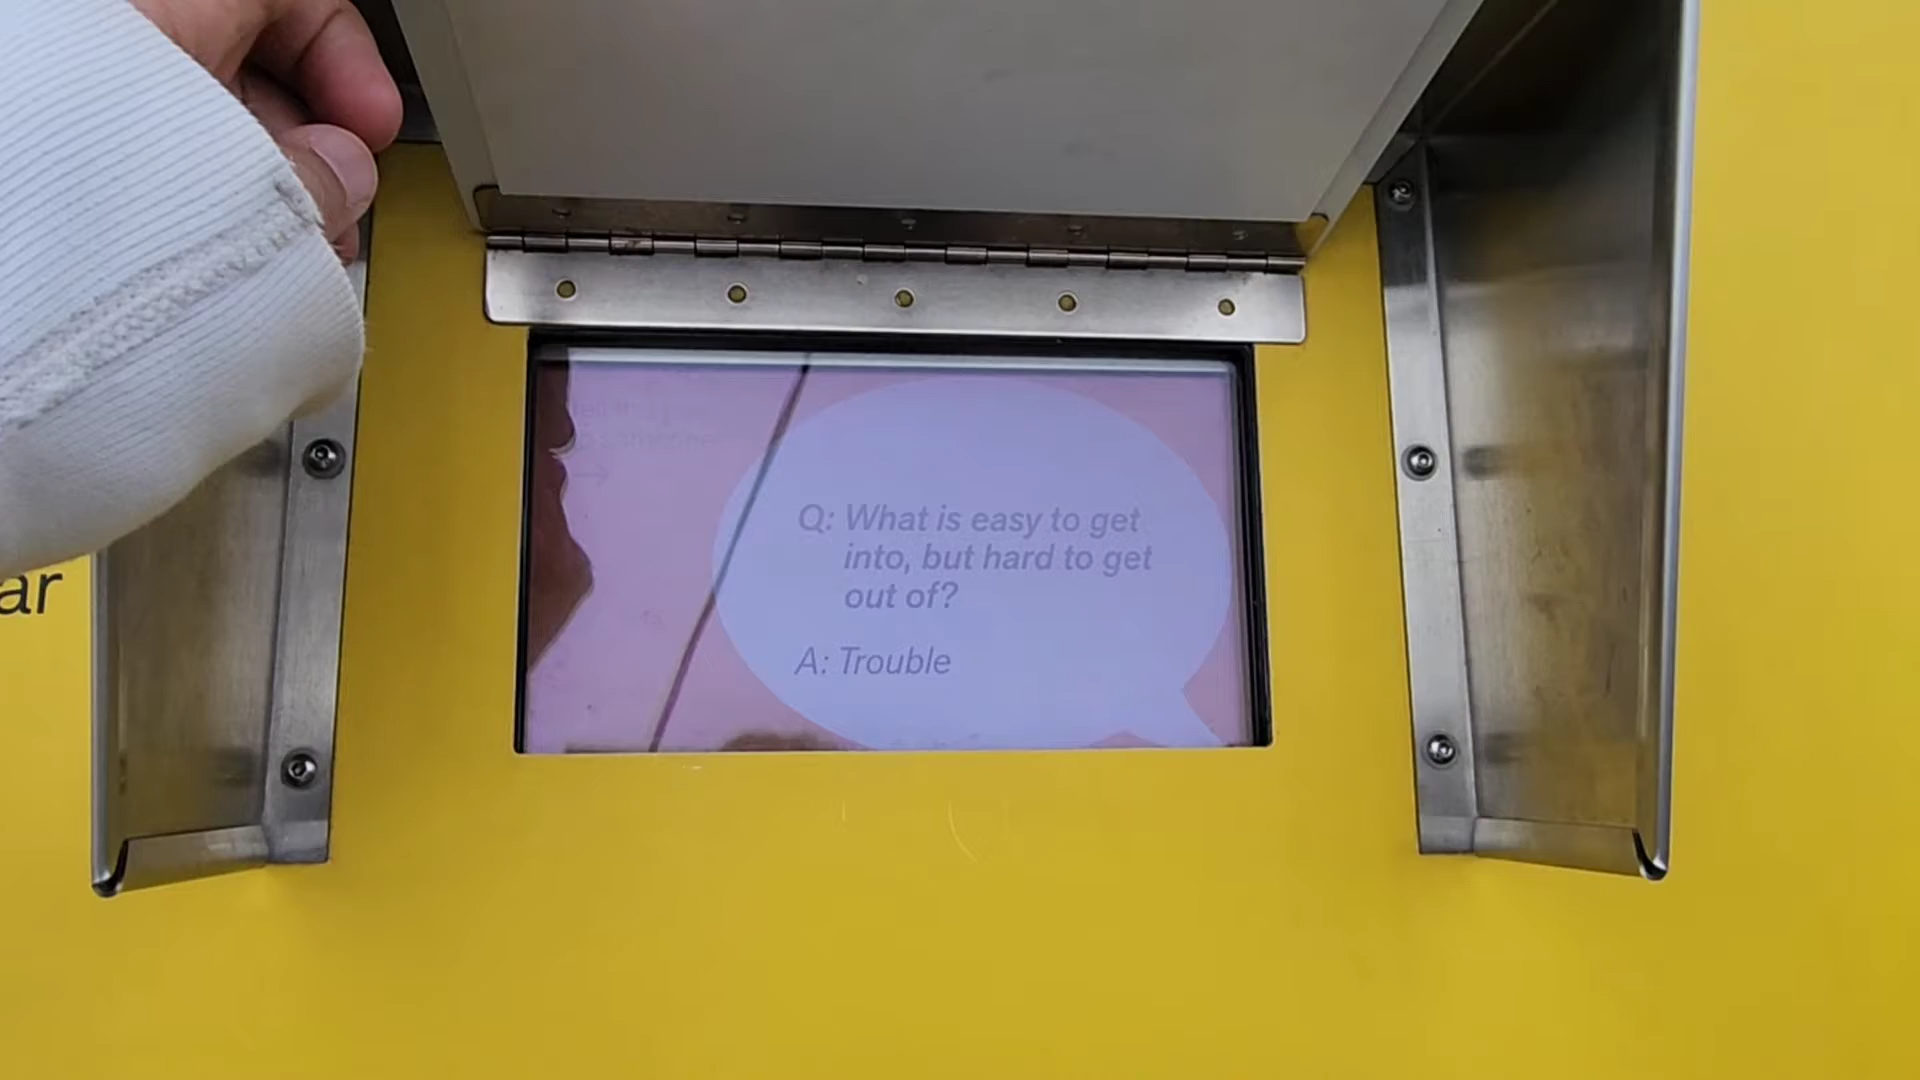 ar
Q: What is easy to get
into, but hard to get
out of?
A: Trouble